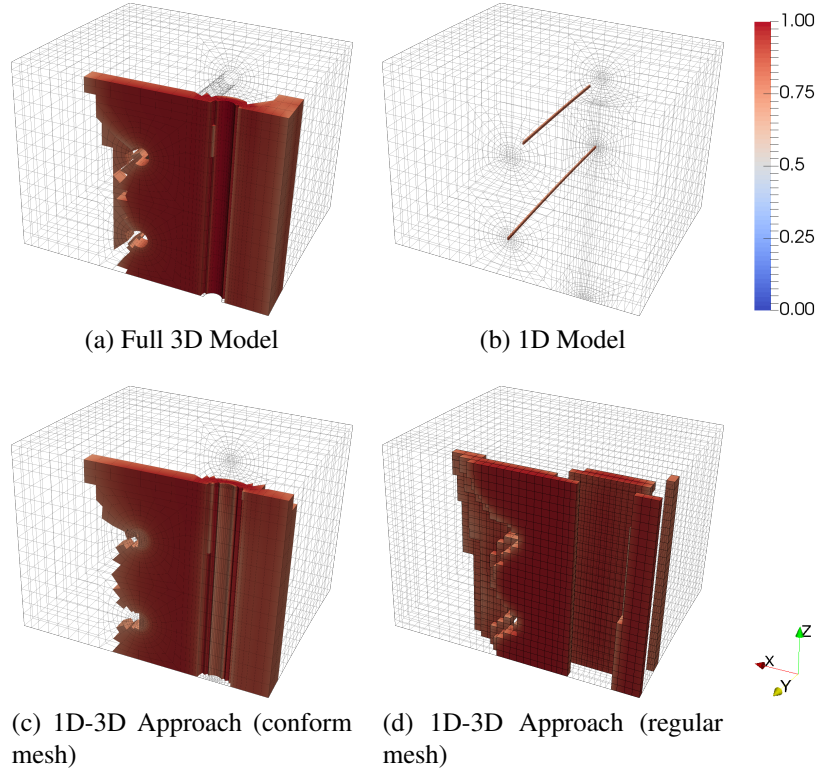 1.00
0.75
0.5
0.25
0.00
(a) Full 3D Model
(b) 1D Model
(c) 1D-3D Approach (conform
mesh)
(d) 1D-3D Approach (regular
mesh)
Z
X
Y